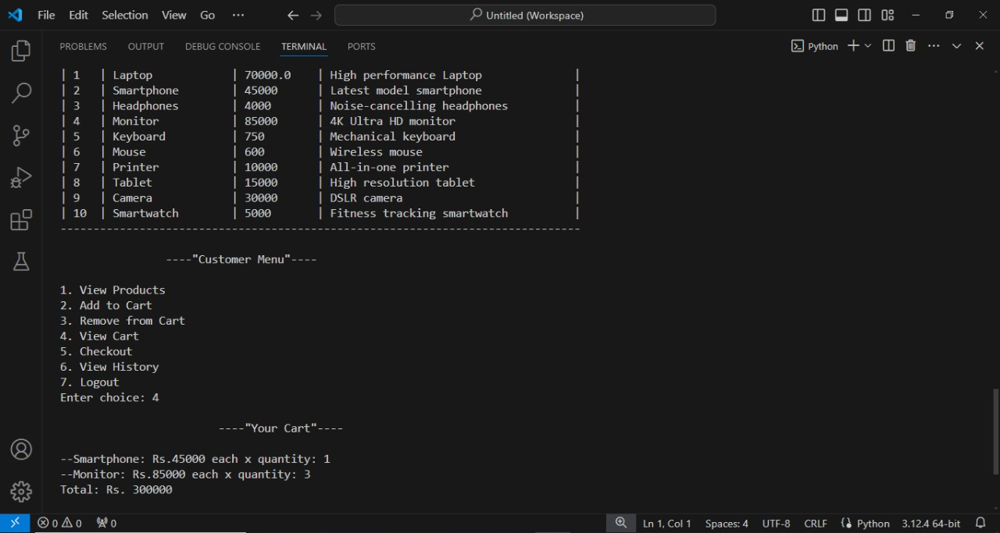 File Edit Selection View Go ··· Untitled (Workspace)
PROBLEMS OUTPUT DEBUG CONSOLE TERMINAL PORTS Python
| 1 | Laptop | 70000.0 | High performance Laptop |
| 2 | Smartphone | 45000 | Latest model smartphone |
| 3 | Headphones | 4000 | Noise-cancelling headphones |
| 4 | Monitor | 85000 | 4K Ultra HD monitor |
| 5 | Keyboard | 750 | Mechanical keyboard |
| 6 | Mouse | 600 | Wireless mouse |
| 7 | Printer | 10000 | All-in-one printer |
| 8 | Tablet | 15000 | High resolution tablet |
| 9 | Camera | 30000 | DSLR camera |
| 10 | Smartwatch | 5000 | Fitness tracking smartwatch |
-------------------------------------------------------------------------------
----"Customer Menu"----
1. View Products
2. Add to Cart
3. Remove from Cart
4. View Cart
5. Checkout
6. View History
7. Logout
Enter choice: 4
----"Your Cart"----
--Smartphone: Rs.45000 each x quantity: 1
--Monitor: Rs.85000 each x quantity: 3
Total: Rs. 300000
0 0 0 Ln 1, Col 1 Spaces: 4 UTF-8 CRLF Python 3.12.4 64-bit